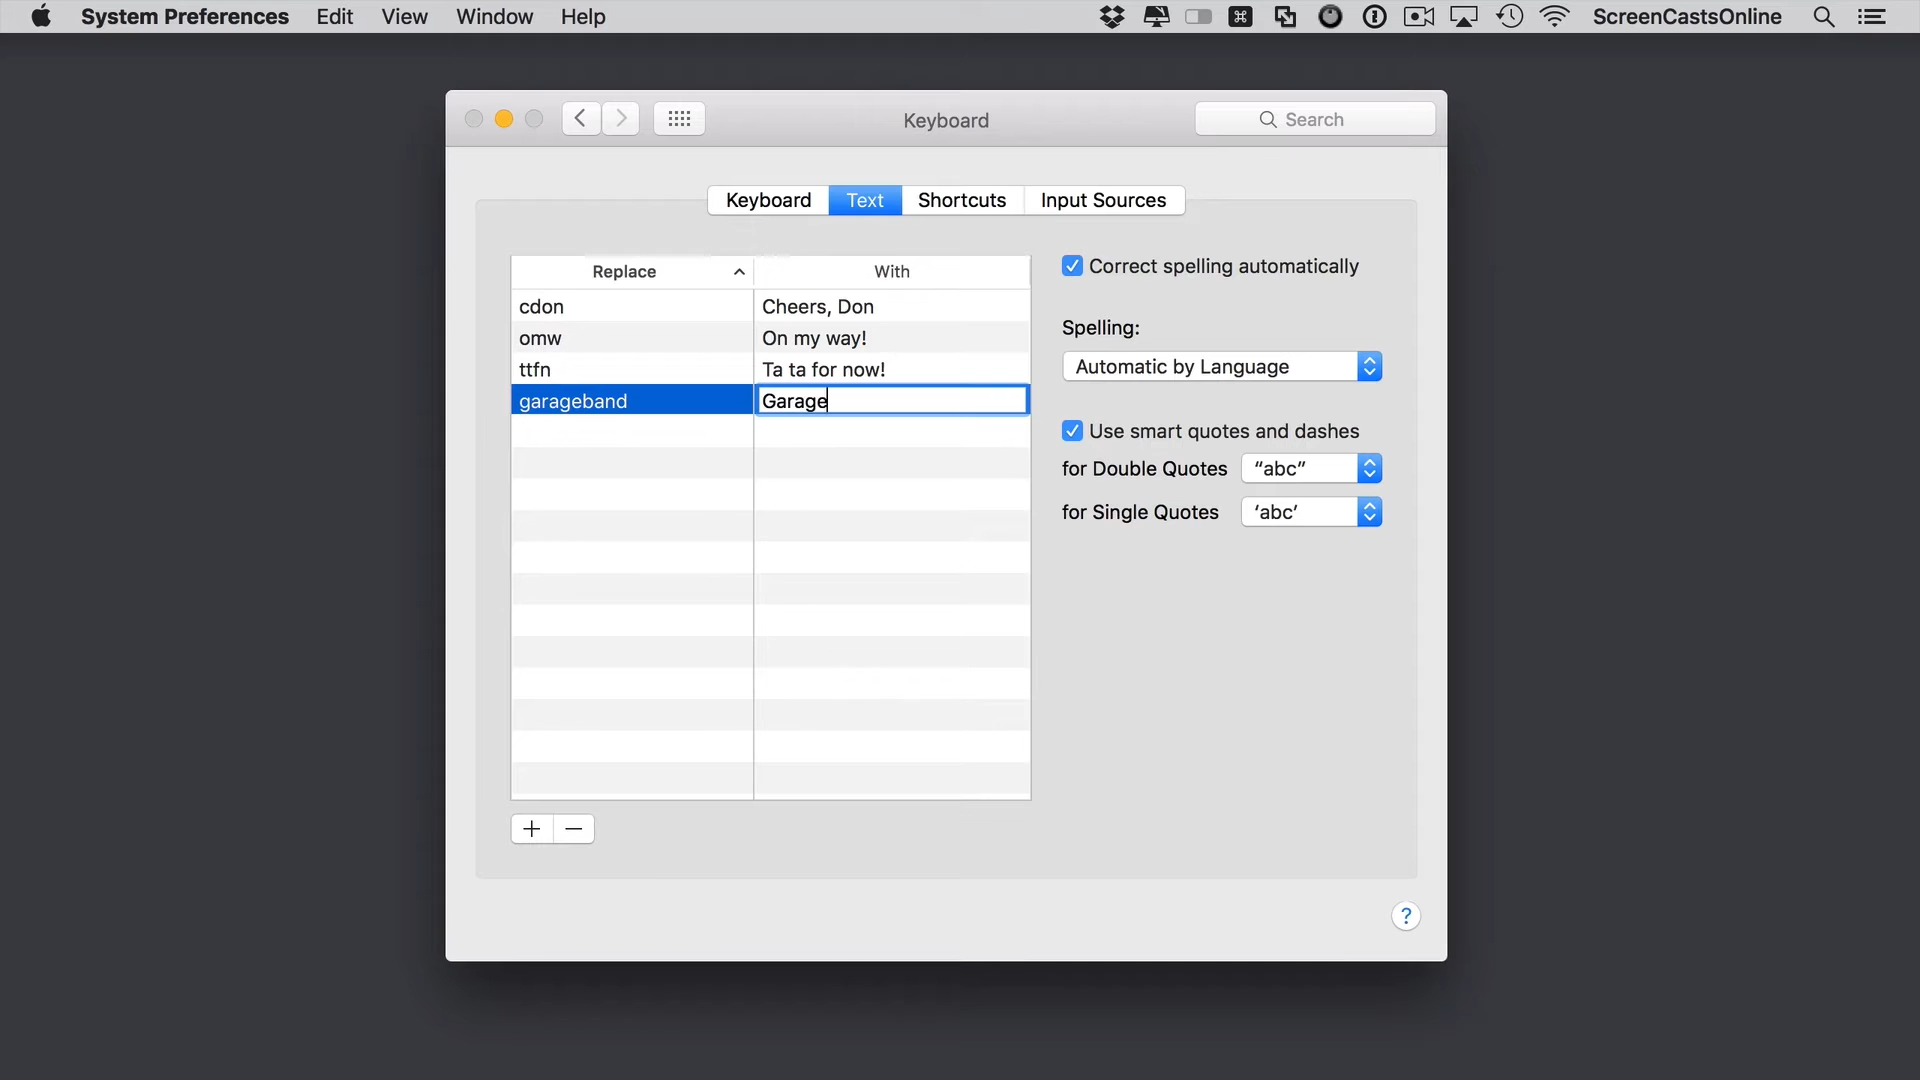 System Preferences Edit View Window Help ScreenCastsOnline
Keyboard
Search
Keyboard Text Shortcuts Input Sources
Replace With
cdon Cheers, Don
omw On my way!
ttfn Ta ta for now!
garageband Garage
Correct spelling automatically
Spelling:
Automatic by Language
Use smart quotes and dashes
for Double Quotes “abc”
for Single Quotes ‘abc’
?